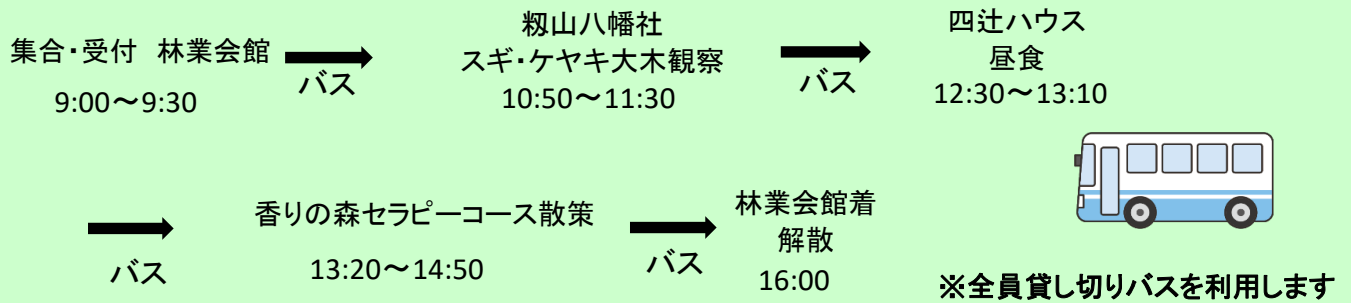 集合・受付　林業会館
9:00～9:30
バス
籾山八幡社
スギ・ケヤキ大木観察
10:50～11:30
バス
四辻ハウス
昼食
12:30～13:10
バス
香りの森セラピーコース散策
13:20～14:50
バス
林業会館着
解散
16:00
※全員貸し切りバスを利用します